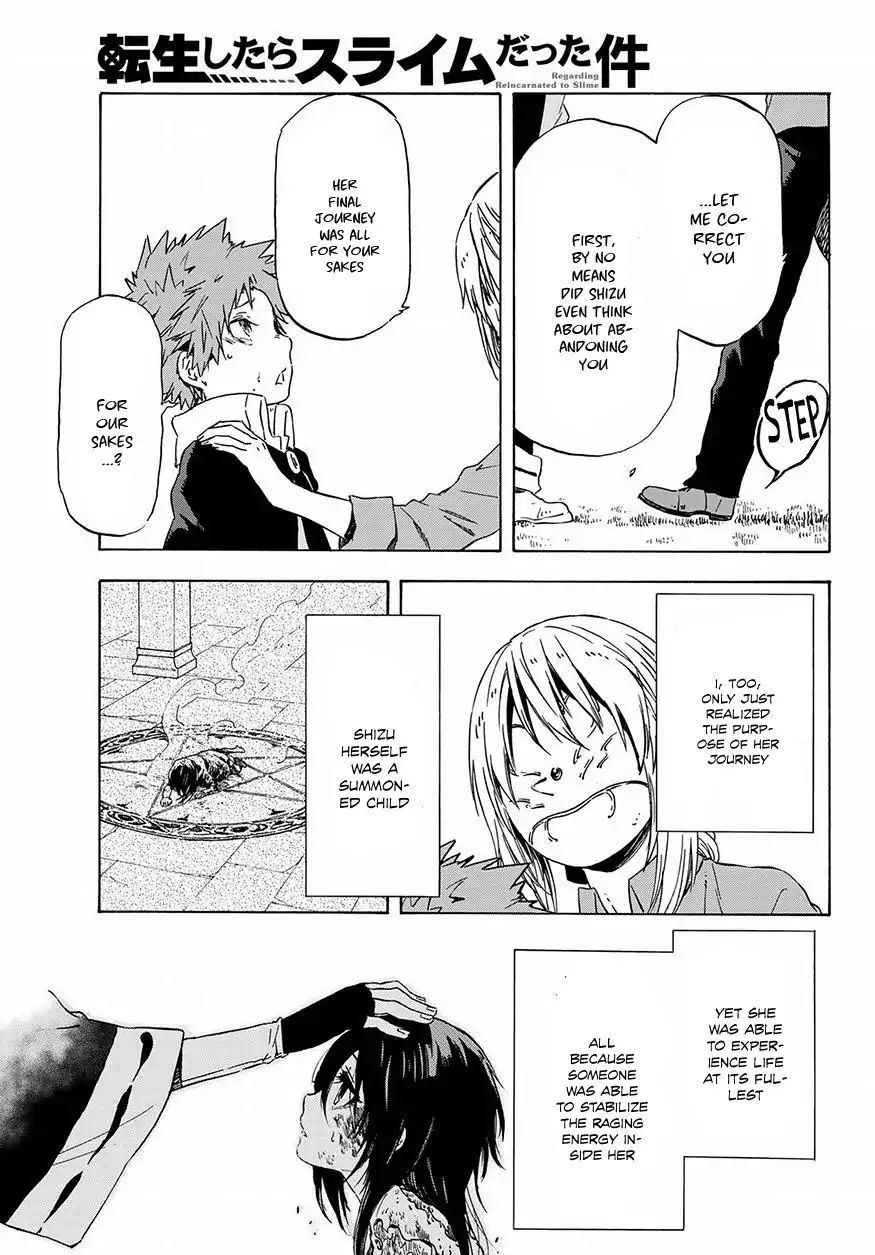 転生したらスライムだった件
Regarding
Reincarnated to Slime
...LET
ME CO-
RRECT
YOU
FIRST,
BY NO
MEANS
DID SHIZU
EVEN THINK
ABOUT AB-
ANDONING
YOU
STEP
HER
FINAL
JOURNEY
WAS ALL
FOR YOUR
SAKES
FOR
OUR
SAKES
...?
I, TOO,
ONLY JUST
REALIZED
THE PURP-
OSE OF HER
JOURNEY
SHIZU
HERSELF
WAS A
SUMMON-
ED CHILD
YET SHE
WAS ABLE
TO EXPER-
IENCE LIFE
AT ITS FUL-
LEST
ALL
BECAUSE
SOMEONE
WAS ABLE
TO STABILIZE
THE RAGING
ENERGY IN-
SIDE HER